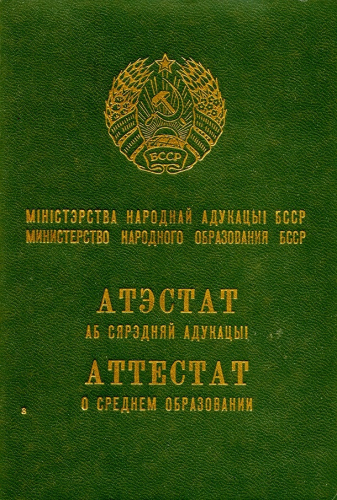 БССР
МІНІСТЭРСТВА НАРОДНАЙ АДУКАЦЫІ БССР
МИНИСТЕРСТВО НАРОДНОГО ОБРАЗОВАНИЯ БССР
АТЭСТАТ
АБ СЯРЭДНЯЙ АДУКАЦЫІ
АТТЕСТАТ
О СРЕДНЕМ ОБРАЗОВАНИИ